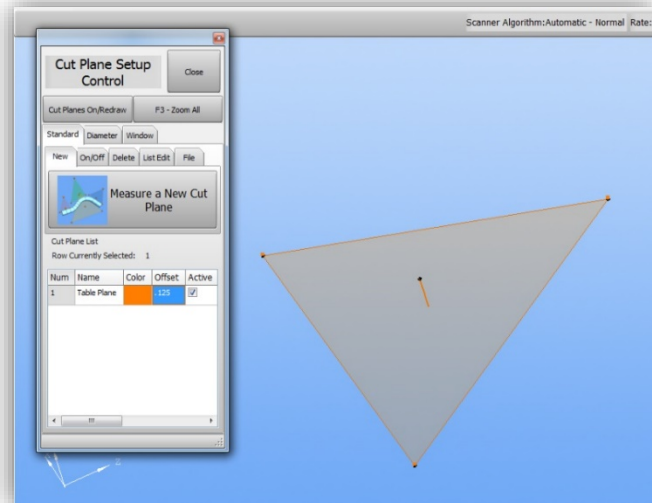 Scanner Algorithm:Automatic - Normal Rate:
Cut Plane Setup
Control
Close
Cut Planes On/Redraw
F3 - Zoom All
Standard Diameter Window
New On/Off Delete List Edit File
Measure a New Cut
Plane
Cut Plane List
Row Currently Selected: 1
Num Name Color Offset Active
1 Table Plane .125
Z